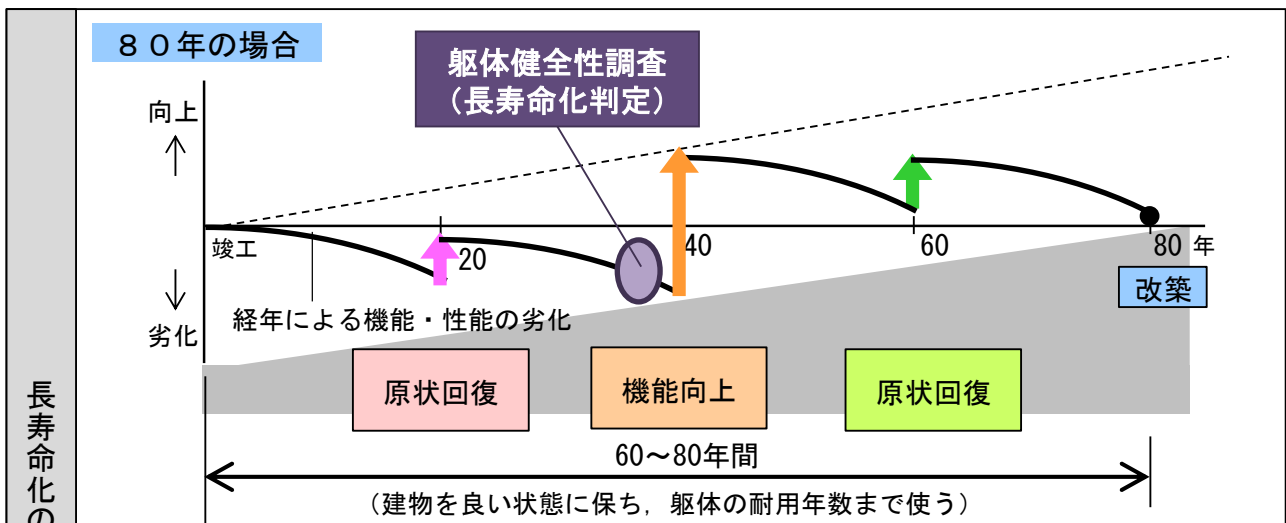 ８０年の場合
躯体健全性調査
（長寿命化判定）
向上
竣工
20
40
60
80 年
劣化
経年による機能・性能の劣化
改築
原状回復
機能向上
原状回復
60～80年間
（建物を良い状態に保ち，躯体の耐用年数まで使う）
長寿命化の